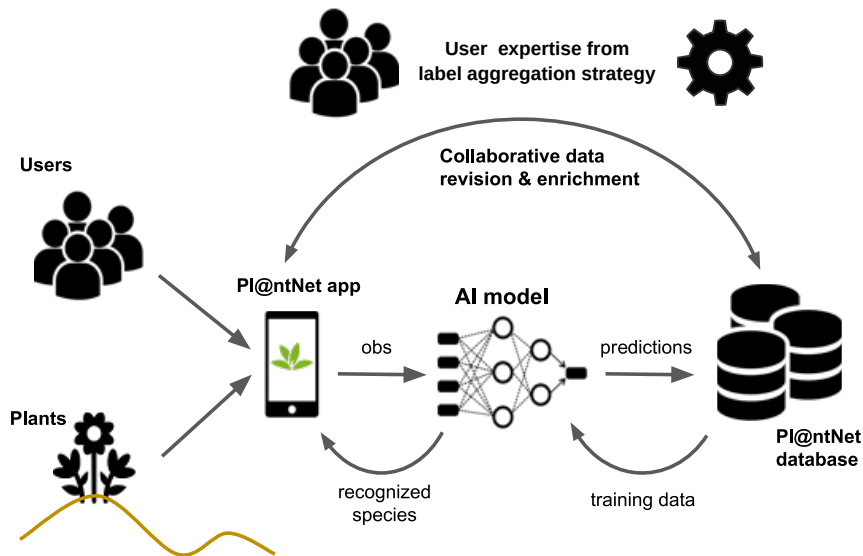 User expertise from
label aggregation strategy
Collaborative data
revision & enrichment
Users
Pl@ntNet app
AI model
obs
predictions
Plants
Pl@ntNet
database
recognized
species
training data